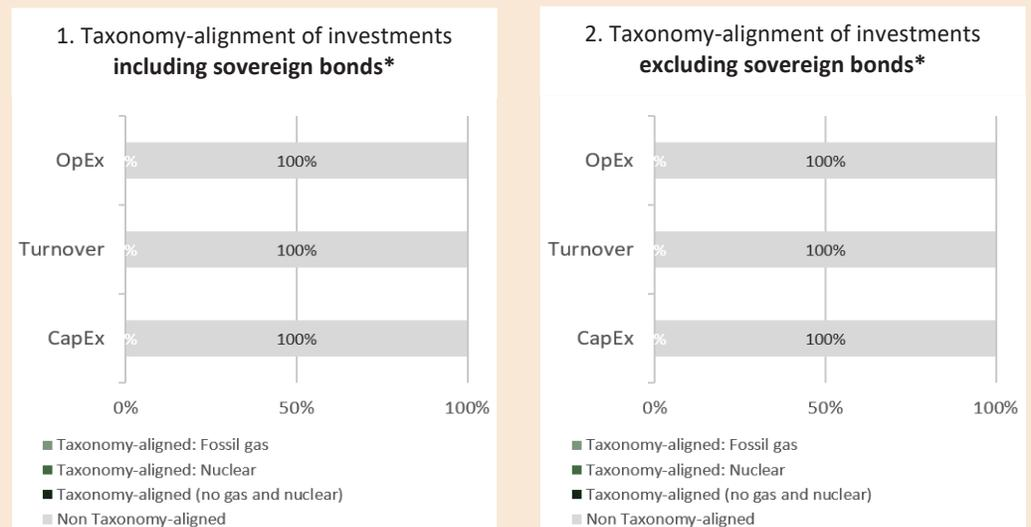 1. Taxonomy-alignment of investments
including sovereign bonds*
OpEx
% 100%
Turnover
% 100%
CapEx
% 100%
0% 50% 100%
Taxonomy-aligned: Fossil gas
Taxonomy-aligned: Nuclear
Taxonomy-aligned (no gas and nuclear)
Non Taxonomy-aligned
2. Taxonomy-alignment of investments
excluding sovereign bonds*
OpEx
% 100%
Turnover
% 100%
CapEx
% 100%
0% 50% 100%
Taxonomy-aligned: Fossil gas
Taxonomy-aligned: Nuclear
Taxonomy-aligned (no gas and nuclear)
Non Taxonomy-aligned